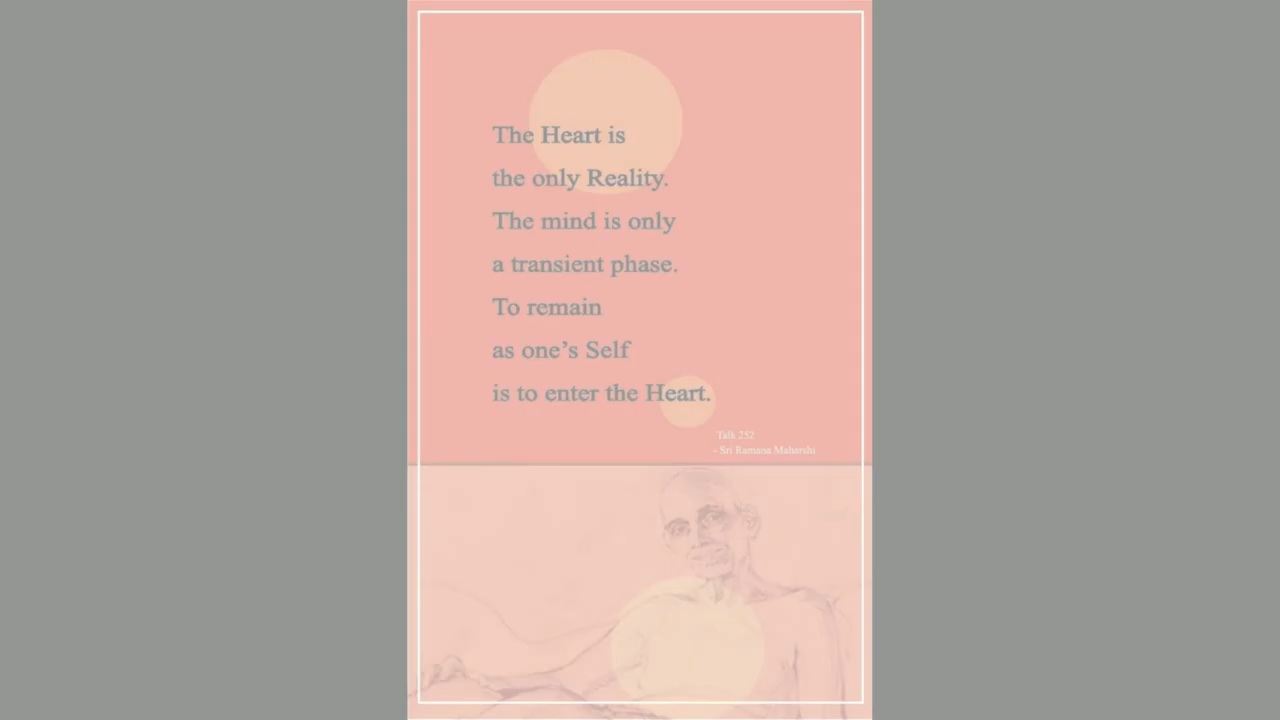 The Heart is
the only Reality.
The mind is only
a transient phase.
To remain
as one’s Self
is to enter the Heart.
Talk 252
- Sri Ramana Maharshi